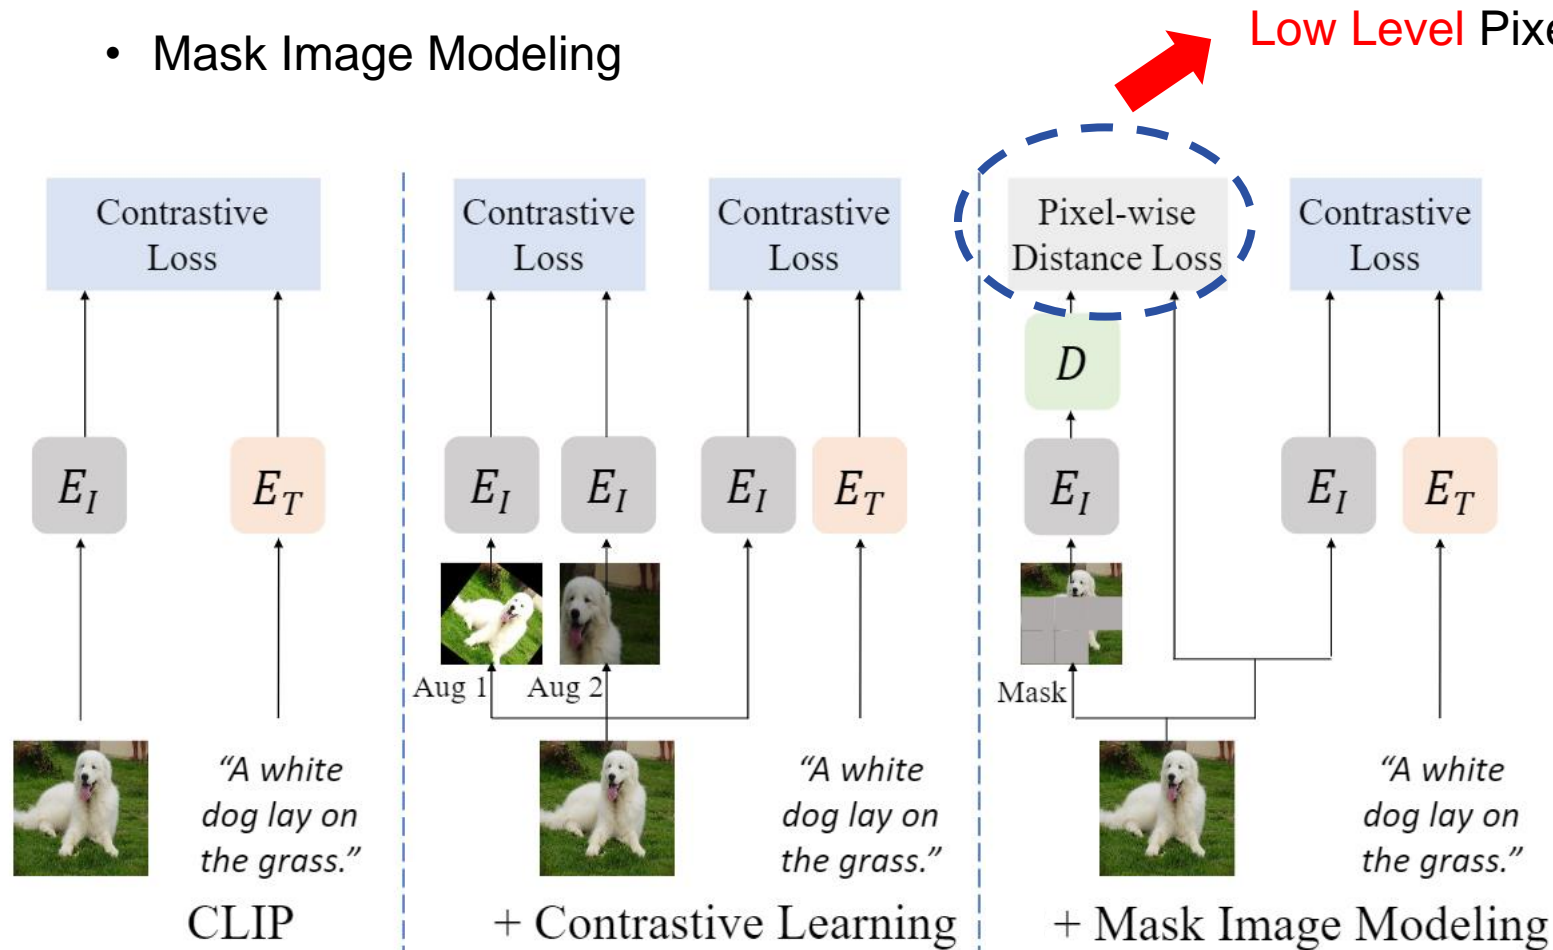 • Mask Image Modeling
Low Level
Contrastive
Loss
E_I
E_T
“A white
dog lay on
the grass.”
CLIP
Contrastive
Loss
Contrastive
Loss
E_I
E_I
E_I
E_T
Aug 1
Aug 2
“A white
dog lay on
the grass.”
+ Contrastive Learning
Pixel-wise
Distance Loss
Contrastive
Loss
D
E_I
E_I
E_T
Mask
“A white
dog lay on
the grass.”
+ Mask Image Modeling